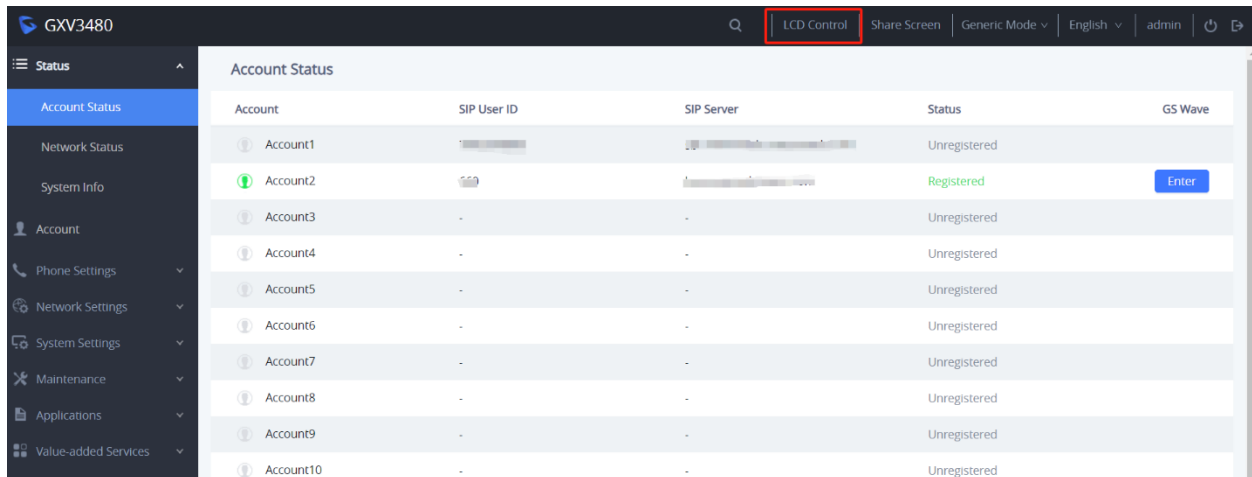 GXV3480
LCD Control
Share Screen
Generic Mode
English
admin
Status
Account Status
Network Status
System Info
Account
Phone Settings
Network Settings
System Settings
Maintenance
Applications
Value-added Services
Account Status
Account SIP User ID SIP Server Status GS Wave
Account1 Unregistered
Account2 Registered Enter
Account3 - - Unregistered
Account4 - - Unregistered
Account5 - - Unregistered
Account6 - - Unregistered
Account7 - - Unregistered
Account8 - - Unregistered
Account9 - - Unregistered
Account10 - - Unregistered